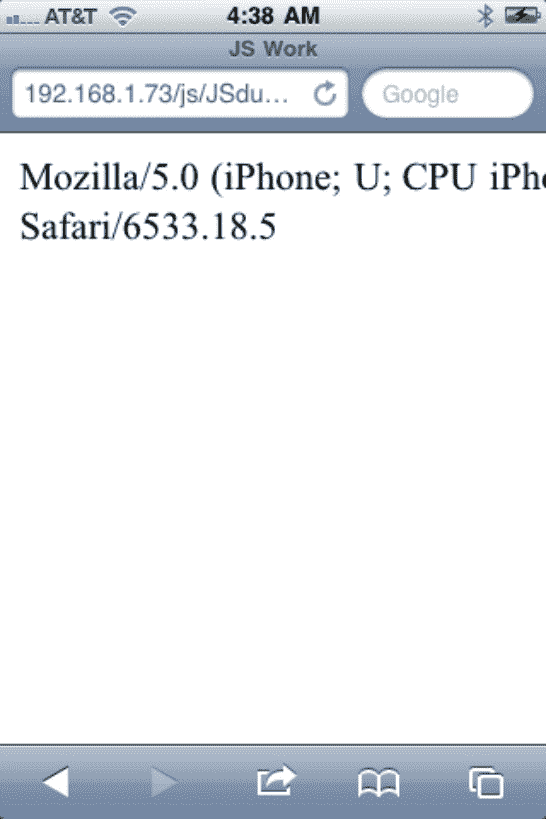 AT&T 4:38 AM
JS Work
192.168.1.73/js/JSdu... Google
Mozilla/5.0 (iPhone; U; CPU iPho
Safari/6533.18.5